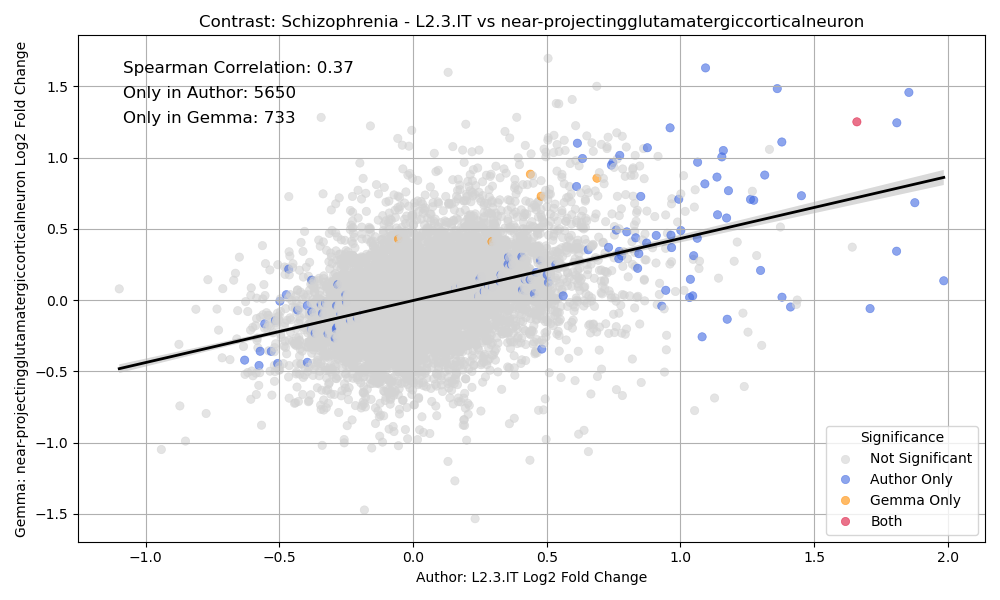 Contrast: Schizophrenia - L2.3.IT vs near-projectingglutamatergiccorticalneuron
Spearman Correlation: 0.37
Only in Author: 5650
Only in Gemma: 733
Gemma: near-projectingglutamatergiccorticalneuron Log2 Fold Change
1.5
1.0
0.5
0.0
−0.5
−1.0
−1.5
Significance
Not Significant
Author Only
Gemma Only
Both
−1.0 −0.5 0.0 0.5 1.0 1.5 2.0
Author: L2.3.IT Log2 Fold Change